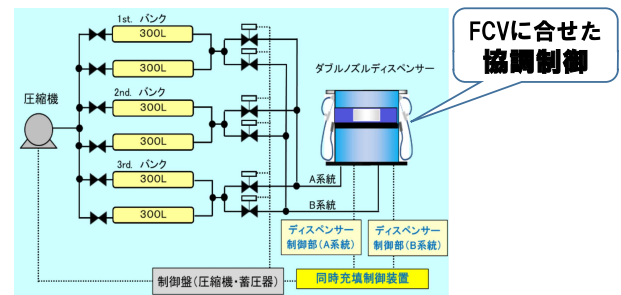 1st. バンク
300L
300L
2nd. バンク
300L
300L
3rd. バンク
300L
300L
圧縮機
ダブルノズルディスペンサー
FCVに合せた
協調制御
A系統
B系統
ディスペンサー
制御部(A系統)
ディスペンサー
制御部(B系統)
制御盤(圧縮機・蓄圧器)
同時充填制御装置